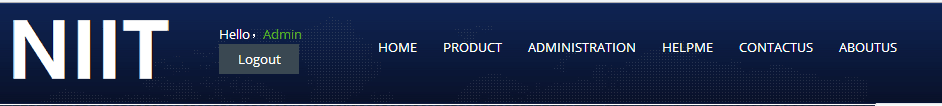 NIIT
Hello, Admin
Logout
HOME PRODUCT ADMINISTRATION HELPME CONTACTUS ABOUTUS